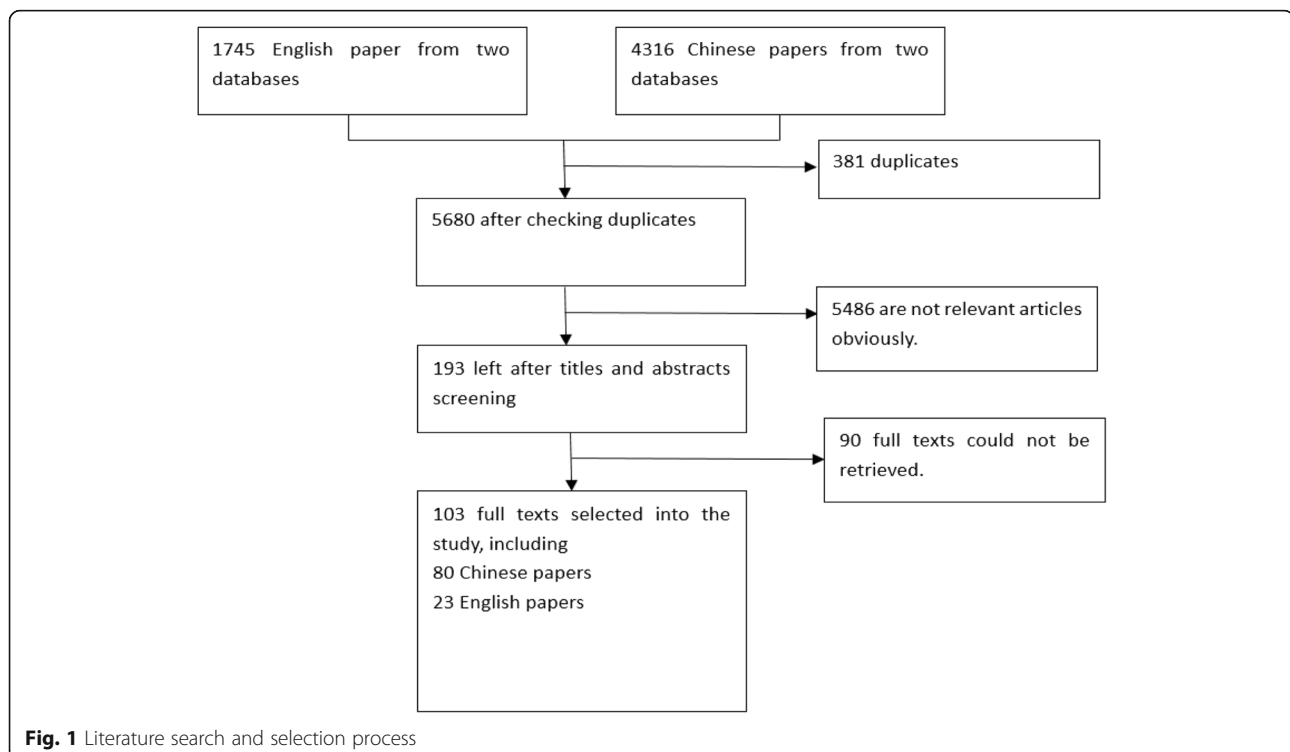 1745 English paper from two
databases
4316 Chinese papers from two
databases
381 duplicates
5680 after checking duplicates
5486 are not relevant articles
obviously.
193 left after titles and abstracts
screening
90 full texts could not be
retrieved.
103 full texts selected into the
study, including
80 Chinese papers
23 English papers
Fig. 1 Literature search and selection process